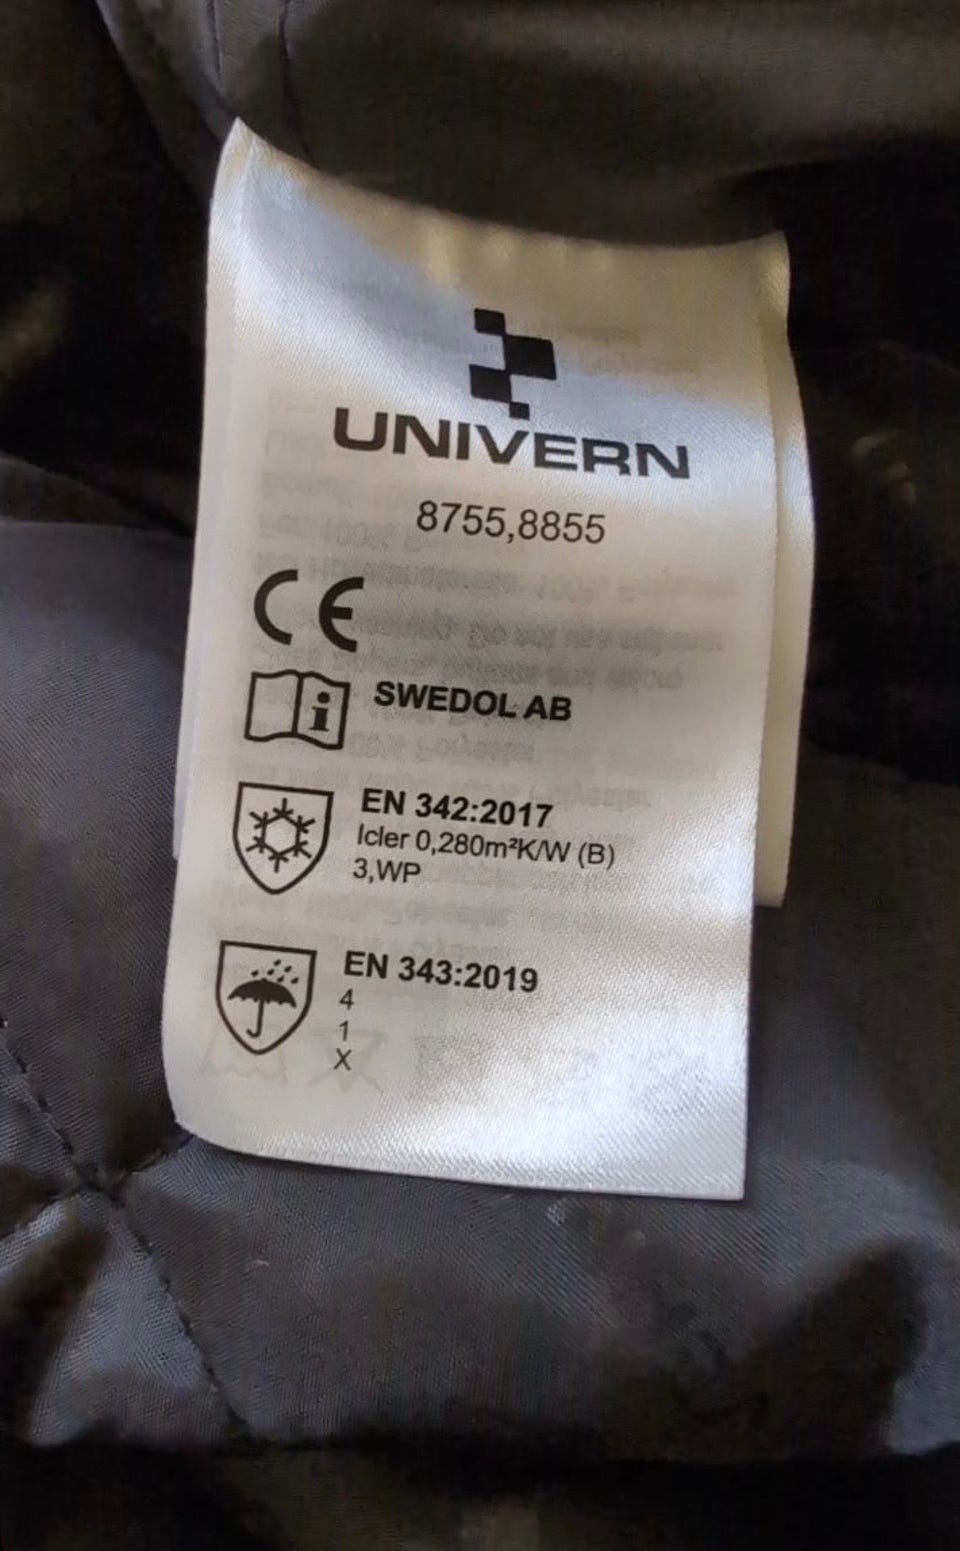 UNIVERN
8755,8855
CE
i SWEDOL AB
EN 342:2017
Icler 0,280m²K/W (B)
3,WP
EN 343:2019
4
1
X